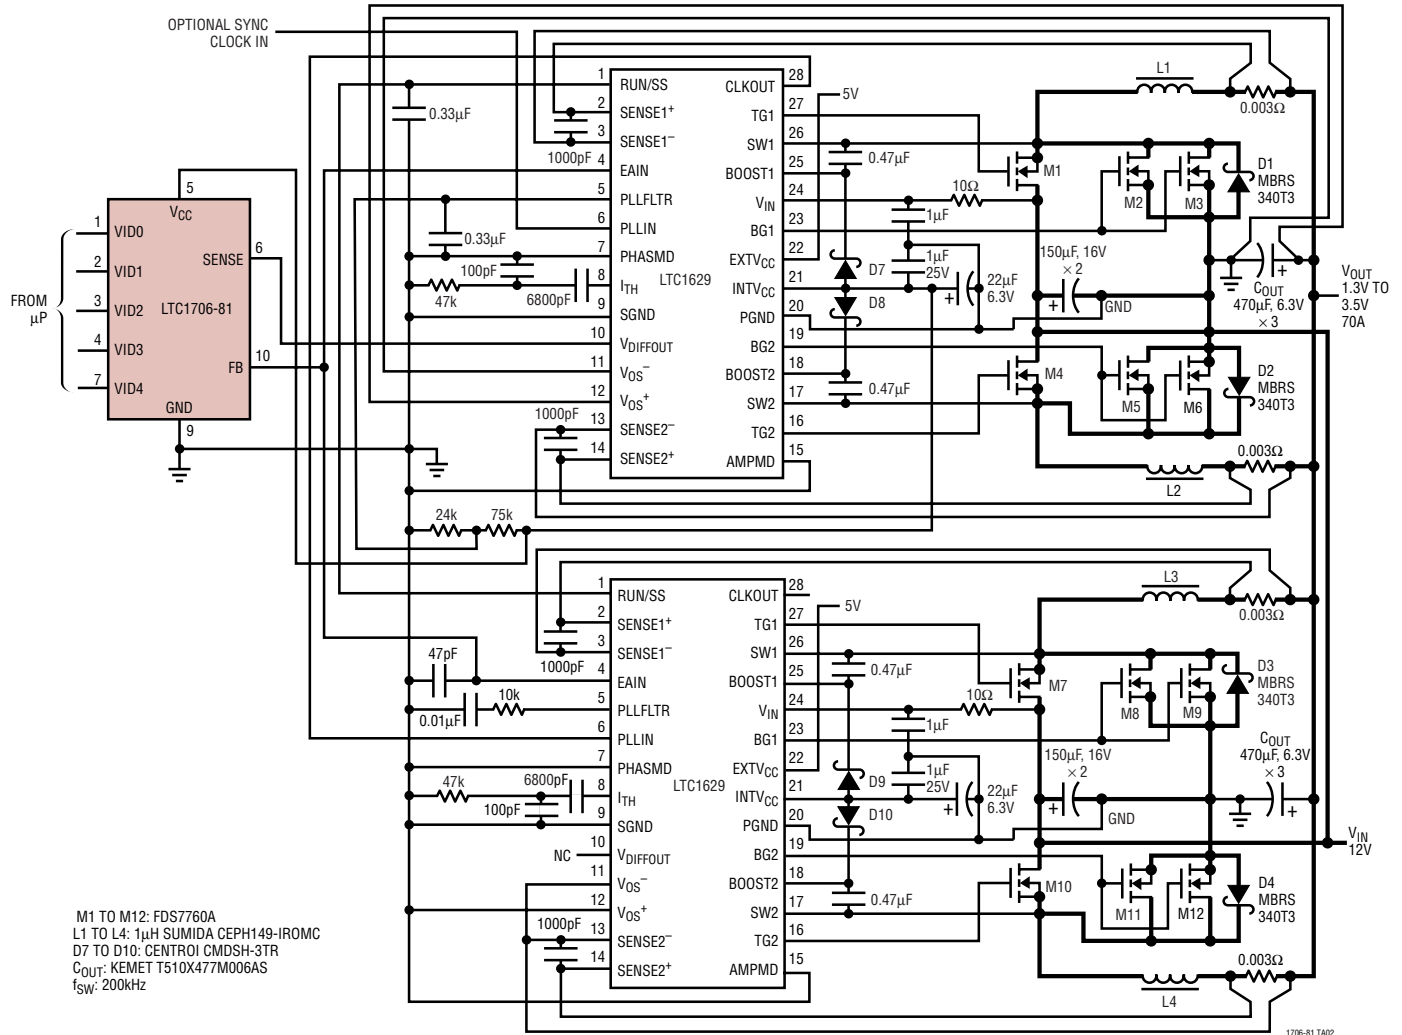 OPTIONAL SYNC
CLOCK IN
FROM
µP
1 VID0
2 VID1
3 VID2
4 VID3
7 VID4
5
VCC
SENSE 6
LTC1706-81
FB 10
GND
9
0.33µF
1000pF
0.33µF
100pF
47k
6800pF
1000pF
24k
75k
1 RUN/SS
2 SENSE1+
3 SENSE1–
4 EAIN
5 PLLFLTR
6 PLLIN
7 PHASMD
8 ITH
9 SGND
10 VDIFFOUT
11 VOS–
12 VOS+
13 SENSE2–
14 SENSE2+
LTC1629
CLKOUT 28
TG1 27
SW1 26
BOOST1 25
VIN 24
BG1 23
EXTVCC 22
INTVCC 21
PGND 20
BG2 19
BOOST2 18
SW2 17
TG2 16
AMPMD 15
5V
0.47µF
10Ω
1µF
1µF
25V
D7
D8
22µF
6.3V
0.47µF
L1
0.003Ω
M1
M2
M3
D1
MBRS
340T3
150µF, 16V
× 2
GND
COUT
470µF, 6.3V
× 3
VOUT
1.3V TO
3.5V
70A
M4
M5
M6
D2
MBRS
340T3
0.003Ω
L2
47pF
0.01µF
10k
47k
6800pF
100pF
NC
1000pF
1000pF
1 RUN/SS
2 SENSE1+
3 SENSE1–
4 EAIN
5 PLLFLTR
6 PLLIN
7 PHASMD
8 ITH
9 SGND
10 VDIFFOUT
11 VOS–
12 VOS+
13 SENSE2–
14 SENSE2+
LTC1629
CLKOUT 28
TG1 27
SW1 26
BOOST1 25
VIN 24
BG1 23
EXTVCC 22
INTVCC 21
PGND 20
BG2 19
BOOST2 18
SW2 17
TG2 16
AMPMD 15
5V
0.47µF
10Ω
1µF
1µF
25V
D9
D10
22µF
6.3V
0.47µF
L3
0.003Ω
M7
M8
M9
D3
MBRS
340T3
150µF, 16V
× 2
GND
COUT
470µF, 6.3V
× 3
VIN
12V
M10
M11
M12
D4
MBRS
340T3
0.003Ω
L4
M1 TO M12: FDS7760A
L1 TO L4: 1µH SUMIDA CEPH149-IROMC
D7 TO D10: CENTROI CMDSH-3TR
COUT: KEMET T510X477M006AS
fSW: 200kHz
1706-81 TA02